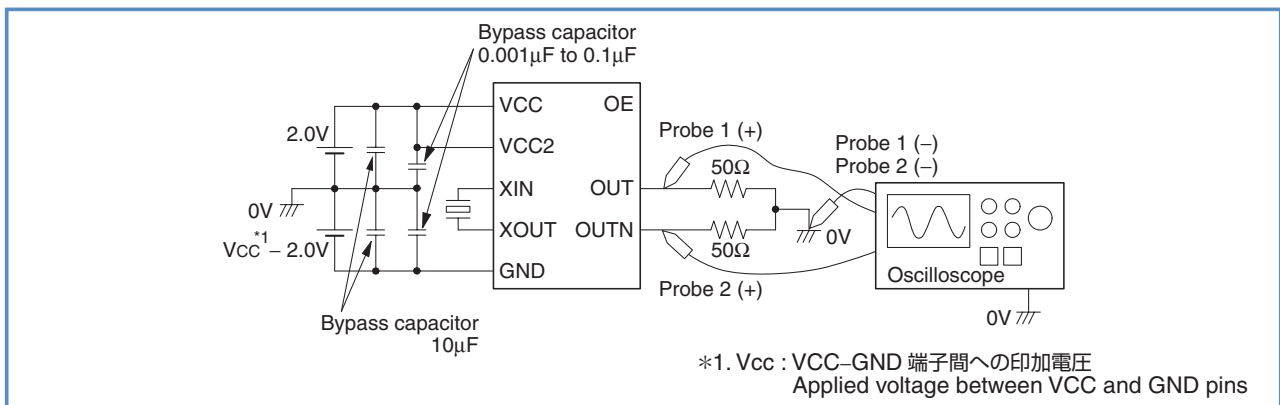 Bypass capacitor
0.001μF to 0.1μF
VCC
OE
2.0V
VCC2
Probe 1 (+)
Probe 1 (–)
Probe 2 (–)
50Ω
XIN
OUT
0V
XOUT
OUTN
0V
VCC*1 – 2.0V
50Ω
GND
Oscilloscope
Probe 2 (+)
0V
Bypass capacitor
10μF
*1. Vcc : VCC–GND 端子間への印加電圧
Applied voltage between VCC and GND pins